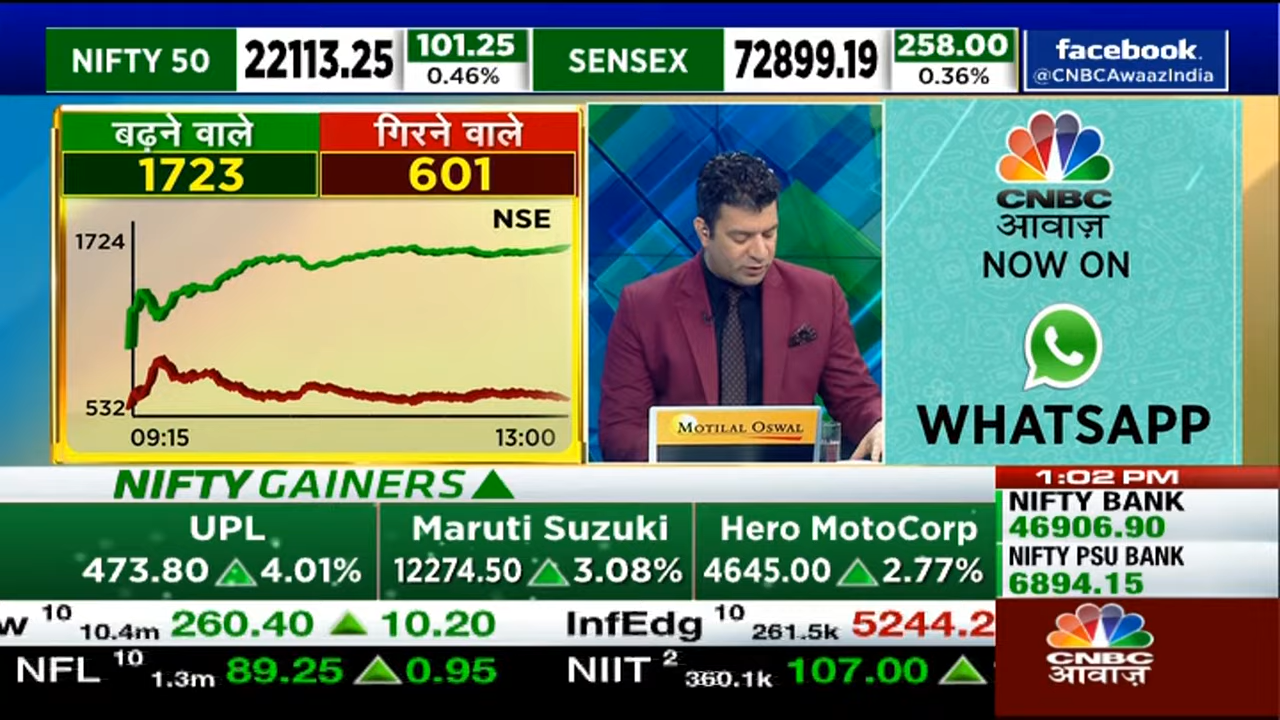 NIFTY 50
22113.25
101.25
0.46%
SENSEX
72899.19
258.00
0.36%
facebook.
@CNBCAwaazIndia
बढ़ने वाले
गिरने वाले
1723
601
NSE
1724
532
09:15
13:00
MOTILAL OSWAL
CNBC
आवाज़
NOW ON
WHATSAPP
NIFTY GAINERS
1:02 PM
UPL
473.80 ▲ 4.01%
Maruti Suzuki
12274.50 ▲ 3.08%
Hero MotoCorp
4645.00 ▲ 2.77%
NIFTY BANK
46906.90
NIFTY PSU BANK
6894.15
w 10 10.4m 260.40 ▲ 10.20 InfEdg 10 261.5k 5244.2
NFL 10 1.3m 89.25 ▲ 0.95 NIIT 2 360.1k 107.00 ▲
CNBC
आवाज़